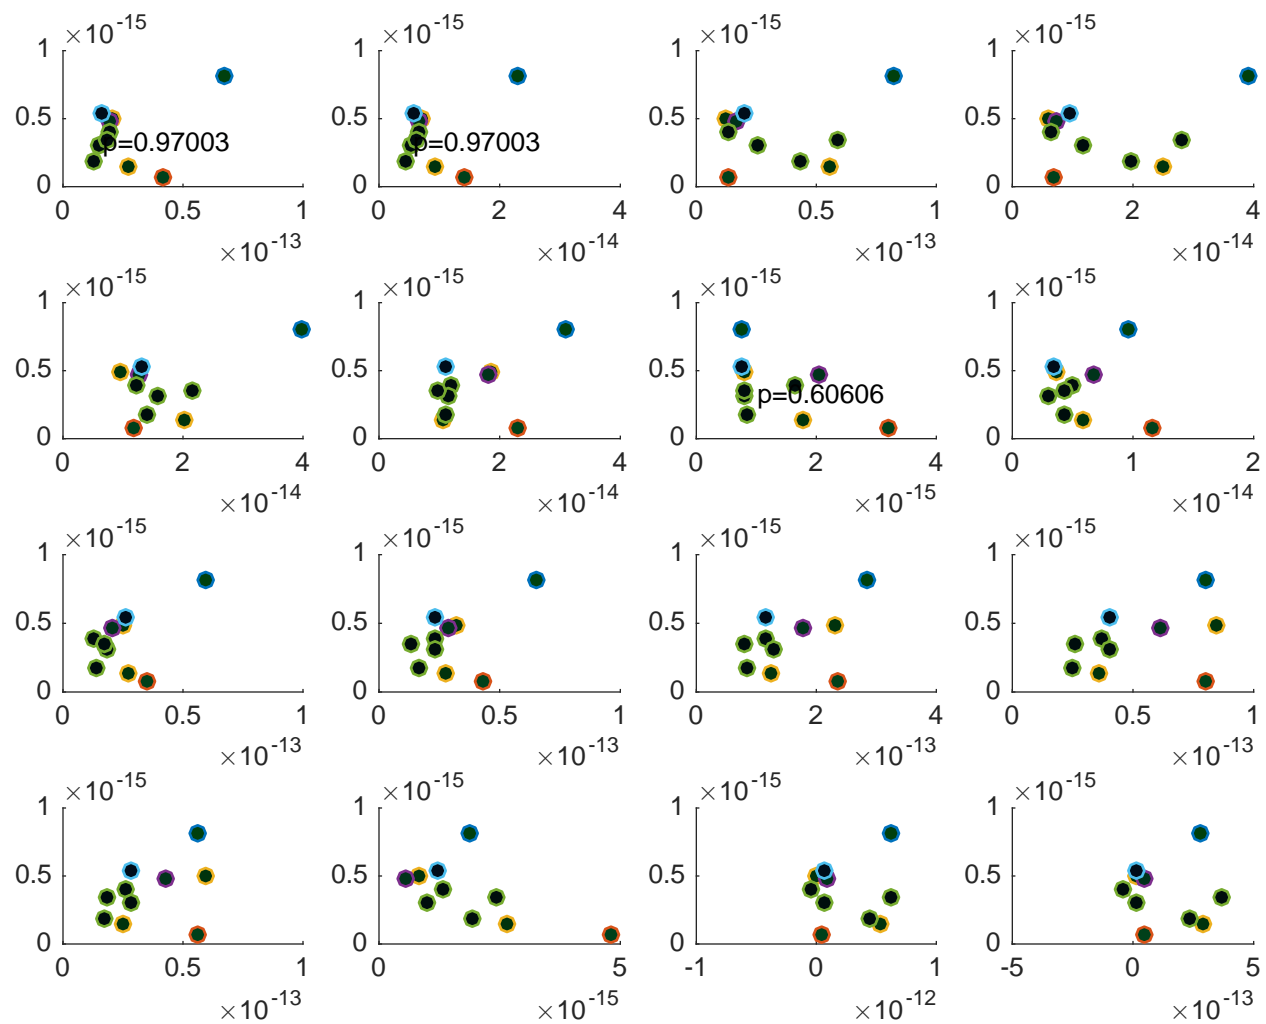 ×10-15 ×10-15 ×10-15 ×10-15
1 1 1 1
0.5 0.5 0.5 0.5
p=0.97003 p=0.97003
0 0 0 0
0 0.5 1 0 2 4 0 0.5 1 0 2 4
×10-13 ×10-14 ×10-13 ×10-14
×10-15 ×10-15 ×10-15 ×10-15
1 1 1 1
0.5 0.5 0.5 0.5
p=0.60606
0 0 0 0
0 2 4 0 2 4 0 2 4 0 1 2
×10-14 ×10-14 ×10-15 ×10-14
×10-15 ×10-15 ×10-15 ×10-15
1 1 1 1
0.5 0.5 0.5 0.5
0 0 0 0
0 0.5 1 0 0.5 1 0 2 4 0 0.5 1
×10-13 ×10-13 ×10-13 ×10-13
×10-15 ×10-15 ×10-15 ×10-15
1 1 1 1
0.5 0.5 0.5 0.5
0 0 0 0
0 0.5 1 0 5 -1 0 1 -5 0 5
×10-13 ×10-15 ×10-12 ×10-13